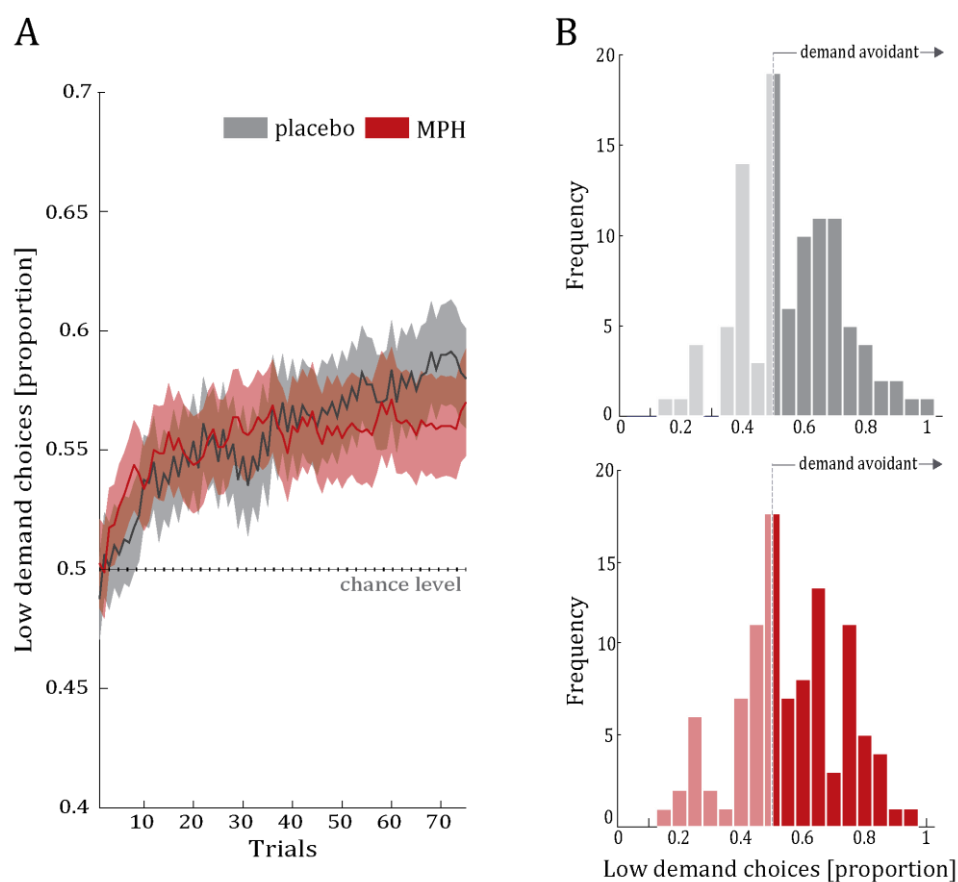 A
0.7
0.65
0.6
0.55
0.5
0.45
0.4
placebo
MPH
chance level
10
20
30
40
50
60
70
Trials
Low demand choices [proportion]
B
demand avoidant
20
15
10
5
0
Frequency
0.2
0.4
0.6
0.8
1
demand avoidant
20
15
10
5
0
Frequency
0
0.2
0.4
0.6
0.8
1
Low demand choices [proportion]